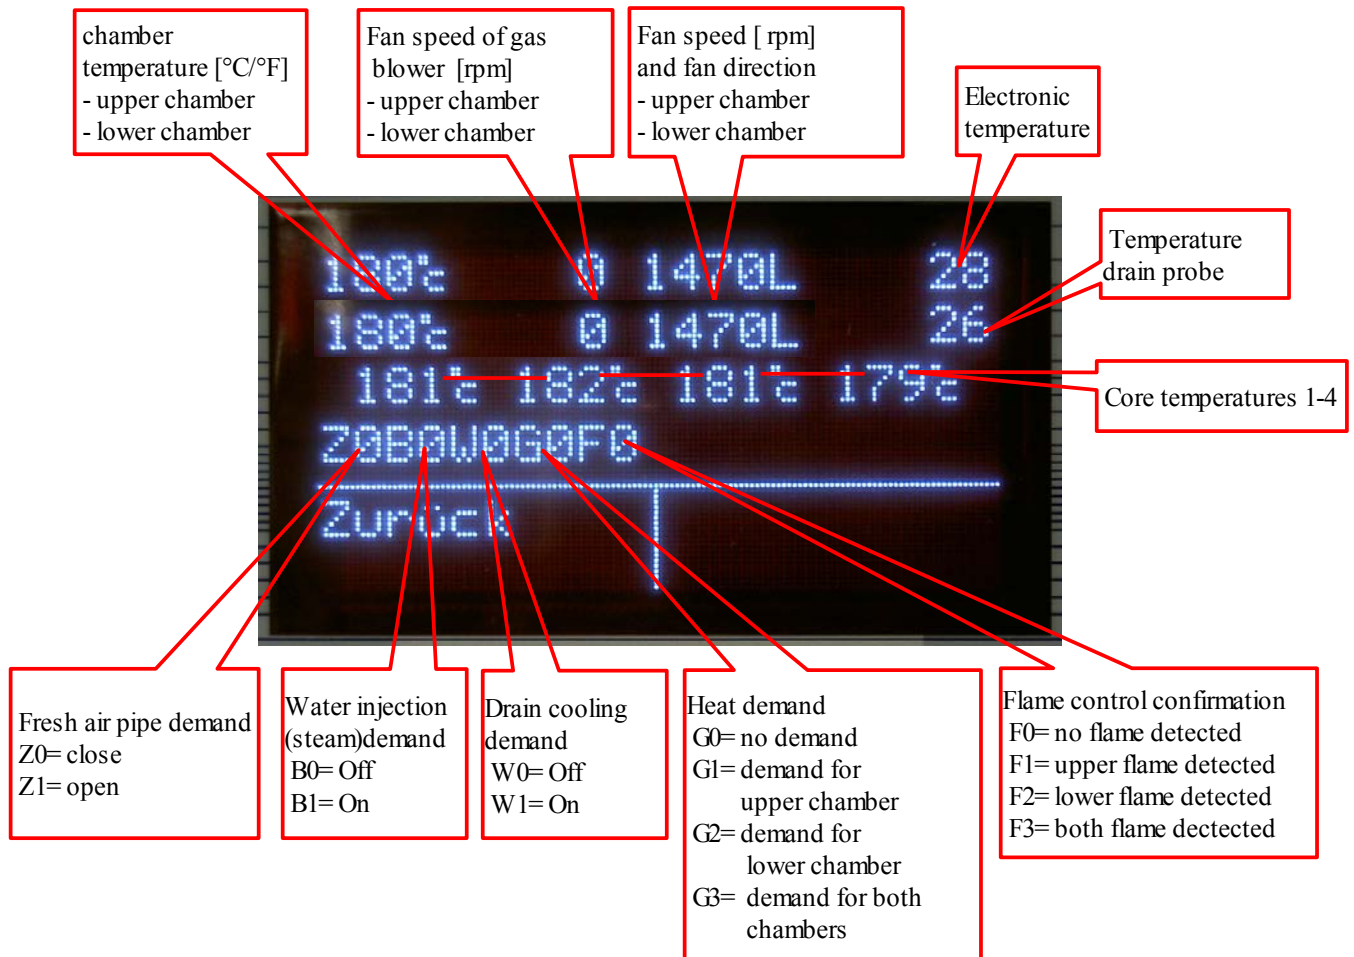 chamber
temperature [°C/°F]
- upper chamber
- lower chamber
Fan speed of gas
blower [rpm]
- upper chamber
- lower chamber
Fan speed [ rpm]
and fan direction
- upper chamber
- lower chamber
Electronic
temperature
Temperature
drain probe
Core temperatures 1-4
180°c 0 1470L 28
180°c 0 1470L 26
181°c 182°c 181°c 179°c
Z0B0W0G0F0
Zurück
Fresh air pipe demand
Z0= close
Z1= open
Water injection
(steam)demand
B0= Off
B1= On
Drain cooling
demand
W0= Off
W1= On
Heat demand
G0= no demand
G1= demand for
upper chamber
G2= demand for
lower chamber
G3= demand for both
chambers
Flame control confirmation
F0= no flame detected
F1= upper flame detected
F2= lower flame detected
F3= both flame dectected